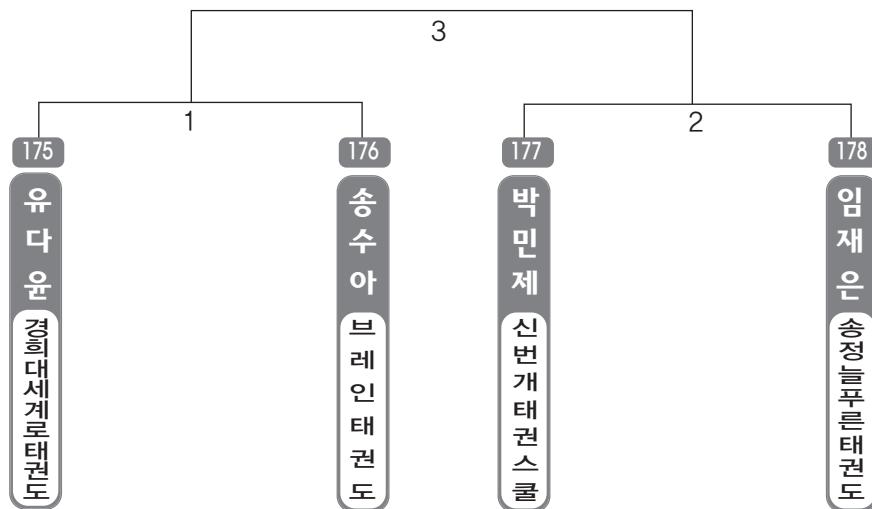 3
1
2
175
176
177
178
유다윤
송수아
박민제
임재은
경희대세계로태권도
브레인태권도
신번개태권스쿨
송정늘푸른태권도